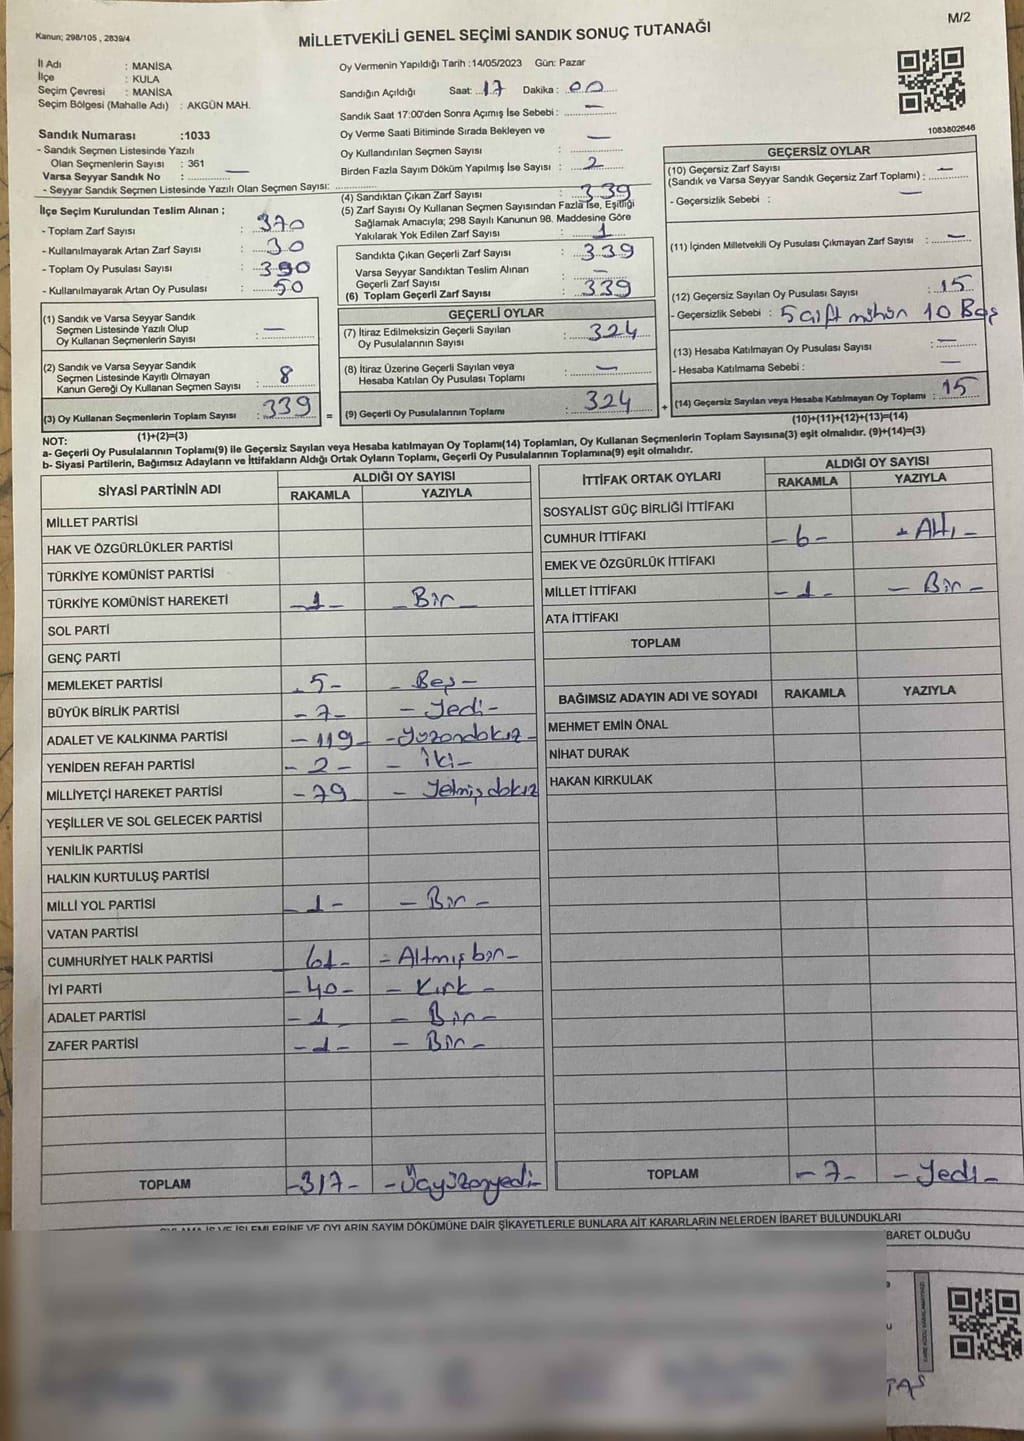 M/2
Kanun; 298/105 , 2839/4
MİLLETVEKİLİ GENEL SEÇİMİ SANDIK SONUÇ TUTANAĞI
İl Adı : MANİSA
İlçe : KULA
Seçim Çevresi : MANİSA
Seçim Bölgesi (Mahalle Adı) : AKGÜN MAH.
Sandık Numarası :1033
- Sandık Seçmen Listesinde Yazılı
Olan Seçmenlerin Sayısı : 361
Varsa Seyyar Sandık No : —
- Seyyar Sandık Seçmen Listesinde Yazılı Olan Seçmen Sayısı:
Oy Vermenin Yapıldığı Tarih :14/05/2023 Gün: Pazar
Sandığın Açıldığı Saat: 17 Dakika : 00
Sandık Saat 17:00'den Sonra Açımış İse Sebebi : —
Oy Verme Saati Bitiminde Sırada Bekleyen ve
Oy Kullandırılan Seçmen Sayısı : —
Birden Fazla Sayım Döküm Yapılmış İse Sayısı : 2
1083802646
İlçe Seçim Kurulundan Teslim Alınan ;
- Toplam Zarf Sayısı : 370
- Kullanılmayarak Artan Zarf Sayısı : 30
- Toplam Oy Pusulası Sayısı : 390
- Kullanılmayarak Artan Oy Pusulası : 50
(1) Sandık ve Varsa Seyyar Sandık
Seçmen Listesinde Yazılı Olup
Oy Kullanan Seçmenlerin Sayısı : —
(2) Sandık ve Varsa Seyyar Sandık
Seçmen Listesinde Kayıtlı Olmayan
Kanun Gereği Oy Kullanan Seçmen Sayısı : 8
(3) Oy Kullanan Seçmenlerin Toplam Sayısı : 339 =
(1)+(2)=(3)
(4) Sandıktan Çıkan Zarf Sayısı : 339
(5) Zarf Sayısı Oy Kullanan Seçmen Sayısından Fazla İse, Eşitliği
Sağlamak Amacıyla; 298 Sayılı Kanunun 98. Maddesine Göre
Yakılarak Yok Edilen Zarf Sayısı : 1
Sandıkta Çıkan Geçerli Zarf Sayısı : 339
Varsa Seyyar Sandıktan Teslim Alınan
Geçerli Zarf Sayısı : —
(6) Toplam Geçerli Zarf Sayısı : 339
GEÇERLİ OYLAR
(7) İtiraz Edilmeksizin Geçerli Sayılan
Oy Pusulalarının Sayısı : 324
(8) İtiraz Üzerine Geçerli Sayılan veya
Hesaba Katılan Oy Pusulası Toplamı : —
(9) Geçerli Oy Pusulalarının Toplamı : 324 +
GEÇERSİZ OYLAR
(10) Geçersiz Zarf Sayısı
(Sandık ve Varsa Seyyar Sandık Geçersiz Zarf Toplamı) : —
- Geçersizlik Sebebi : —
(11) İçinden Milletvekili Oy Pusulası Çıkmayan Zarf Sayısı : —
(12) Geçersiz Sayılan Oy Pusulası Sayısı : 15
- Geçersizlik Sebebi : 5 çift mühür 10 Boş
(13) Hesaba Katılmayan Oy Pusulası Sayısı : —
- Hesaba Katılmama Sebebi : —
(14) Geçersiz Sayılan veya Hesaba Katılmayan Oy Toplamı : 15
(10)+(11)+(12)+(13)=(14)
NOT:
a- Geçerli Oy Pusulasının Toplamı(9) ile Geçersiz Sayılan veya Hesaba katılmayan Oy Toplamı(14) Toplamları, Oy Kullanan Seçmenlerin Toplam Sayısına(3) eşit olmalıdır. (9)+(14)=(3)
b- Siyasi Partilerin, Bağımsız Adayların ve İttifakların Aldığı Ortak Oyların Toplamı, Geçerli Oy Pusulalarının Toplamına(9) eşit olmalıdır.
SİYASİ PARTİNİN ADI ALDIĞI OY SAYISI
RAKAMLA YAZIYLA
MİLLET PARTİSİ
HAK VE ÖZGÜRLÜKLER PARTİSİ
TÜRKİYE KOMÜNİST PARTİSİ
TÜRKİYE KOMÜNİST HAREKETİ -1- - Bir -
SOL PARTİ
GENÇ PARTİ
MEMLEKET PARTİSİ -5- - Beş -
BÜYÜK BİRLİK PARTİSİ -7- - Yedi -
ADALET VE KALKINMA PARTİSİ -119- -Yüzondokuz-
YENİDEN REFAH PARTİSİ -2- - İki -
MİLLİYETÇİ HAREKET PARTİSİ -79 - Yetmişdokuz
YEŞİLLER VE SOL GELECEK PARTİSİ
YENİLİK PARTİSİ
HALKIN KURTULUŞ PARTİSİ
MİLLİ YOL PARTİSİ -1- - Bir -
VATAN PARTİSİ
CUMHURİYET HALK PARTİSİ 61- - Altmış bir -
İYİ PARTİ -40- - Kırk -
ADALET PARTİSİ -1 - Bir -
ZAFER PARTİSİ -1- - Bir -
TOPLAM -317- -Üçyüzonyedi-
İTTİFAK ORTAK OYLARI ALDIĞI OY SAYISI
RAKAMLA YAZIYLA
SOSYALİST GÜÇ BİRLİĞİ İTTİFAKI
CUMHUR İTTİFAKI -6- - Altı -
EMEK VE ÖZGÜRLÜK İTTİFAKI
MİLLET İTTİFAKI -1- - Bir -
ATA İTTİFAKI
TOPLAM
BAĞIMSIZ ADAYIN ADI VE SOYADI RAKAMLA YAZIYLA
MEHMET EMİN ÖNAL
NİHAT DURAK
HAKAN KIRKULAK
TOPLAM -7- - Yedi -
OYLAMA İŞ VE İŞLEMLERİNE VE OYLARIN SAYIM DÖKÜMÜNE DAİR ŞİKAYETLERLE BUNLARA AİT KARARLARIN NELERDEN İBARET BULUNDUKLARI
BARET OLDUĞU
TAŞ